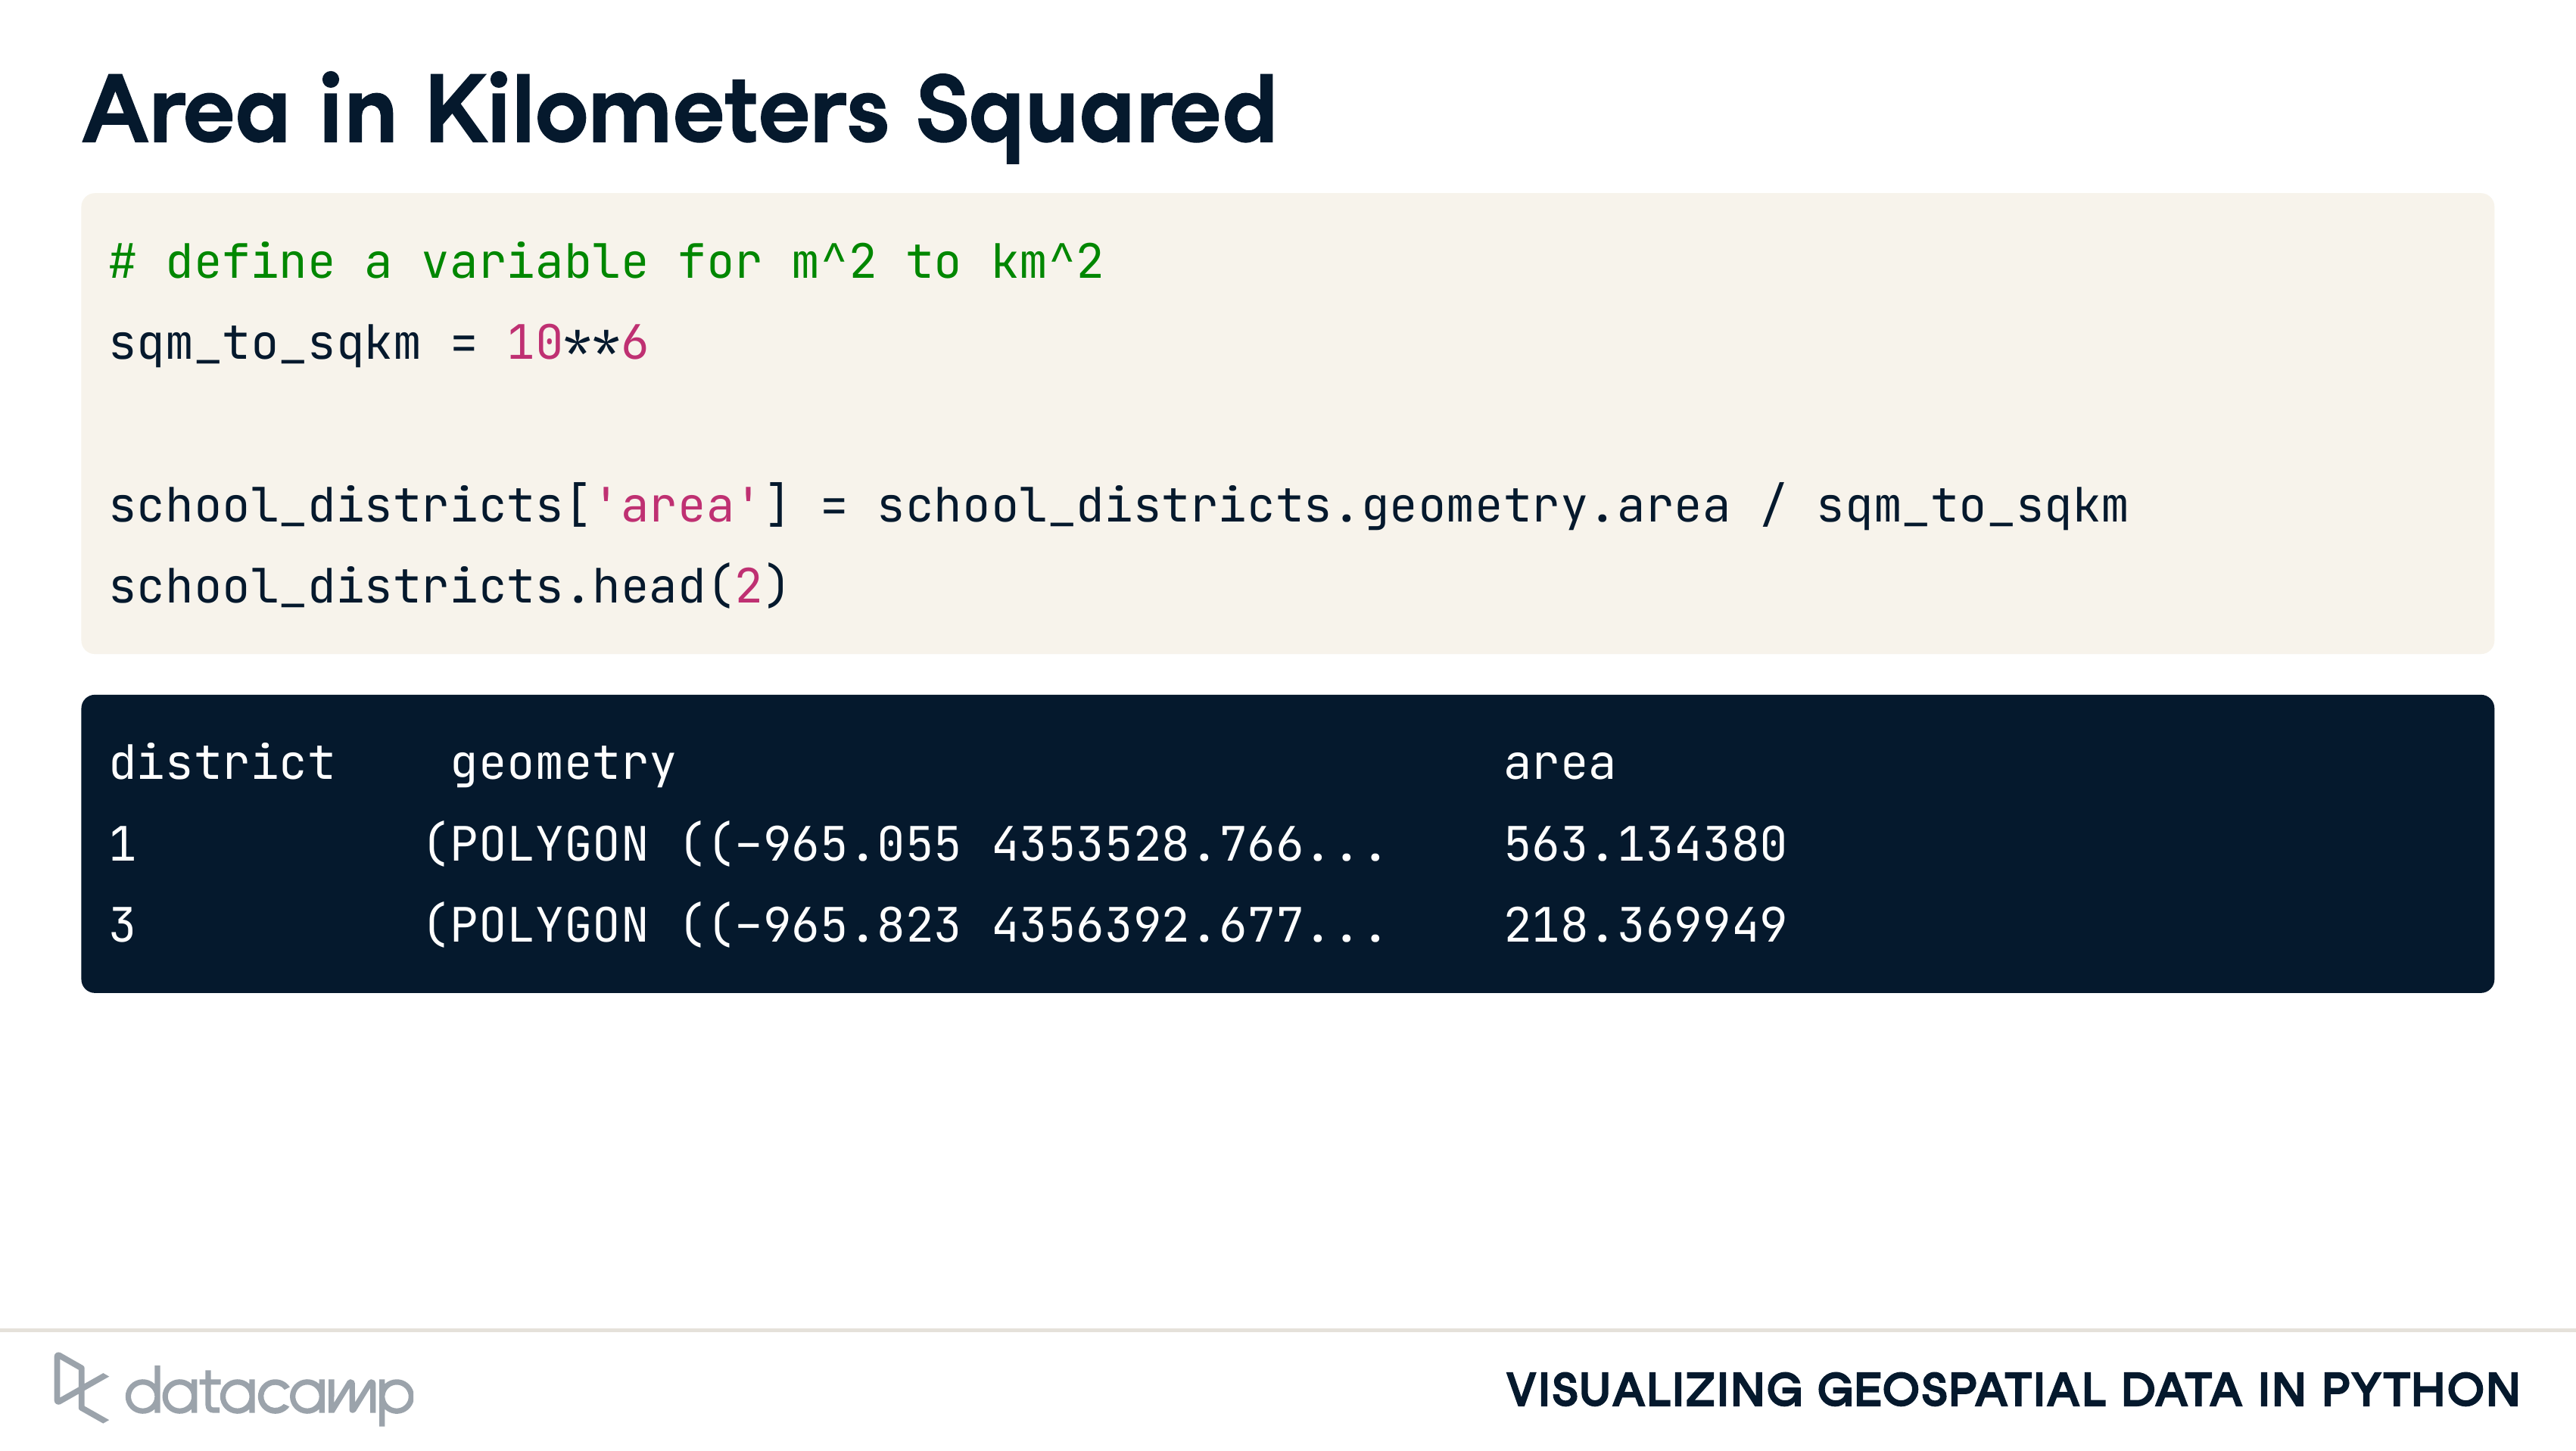 Area in Kilometers Squared
# define a variable for m^2 to km^2
sqm_to_sqkm = 10**6
school_districts['area'] = school_districts.geometry.area / sqm_to_sqkm
school_districts.head(2)
district geometry area
1 (POLYGON ((-965.055 4353528.766... 563.134380
3 (POLYGON ((-965.823 4356392.677... 218.369949
datacamp
VISUALIZING GEOSPATIAL DATA IN PYTHON